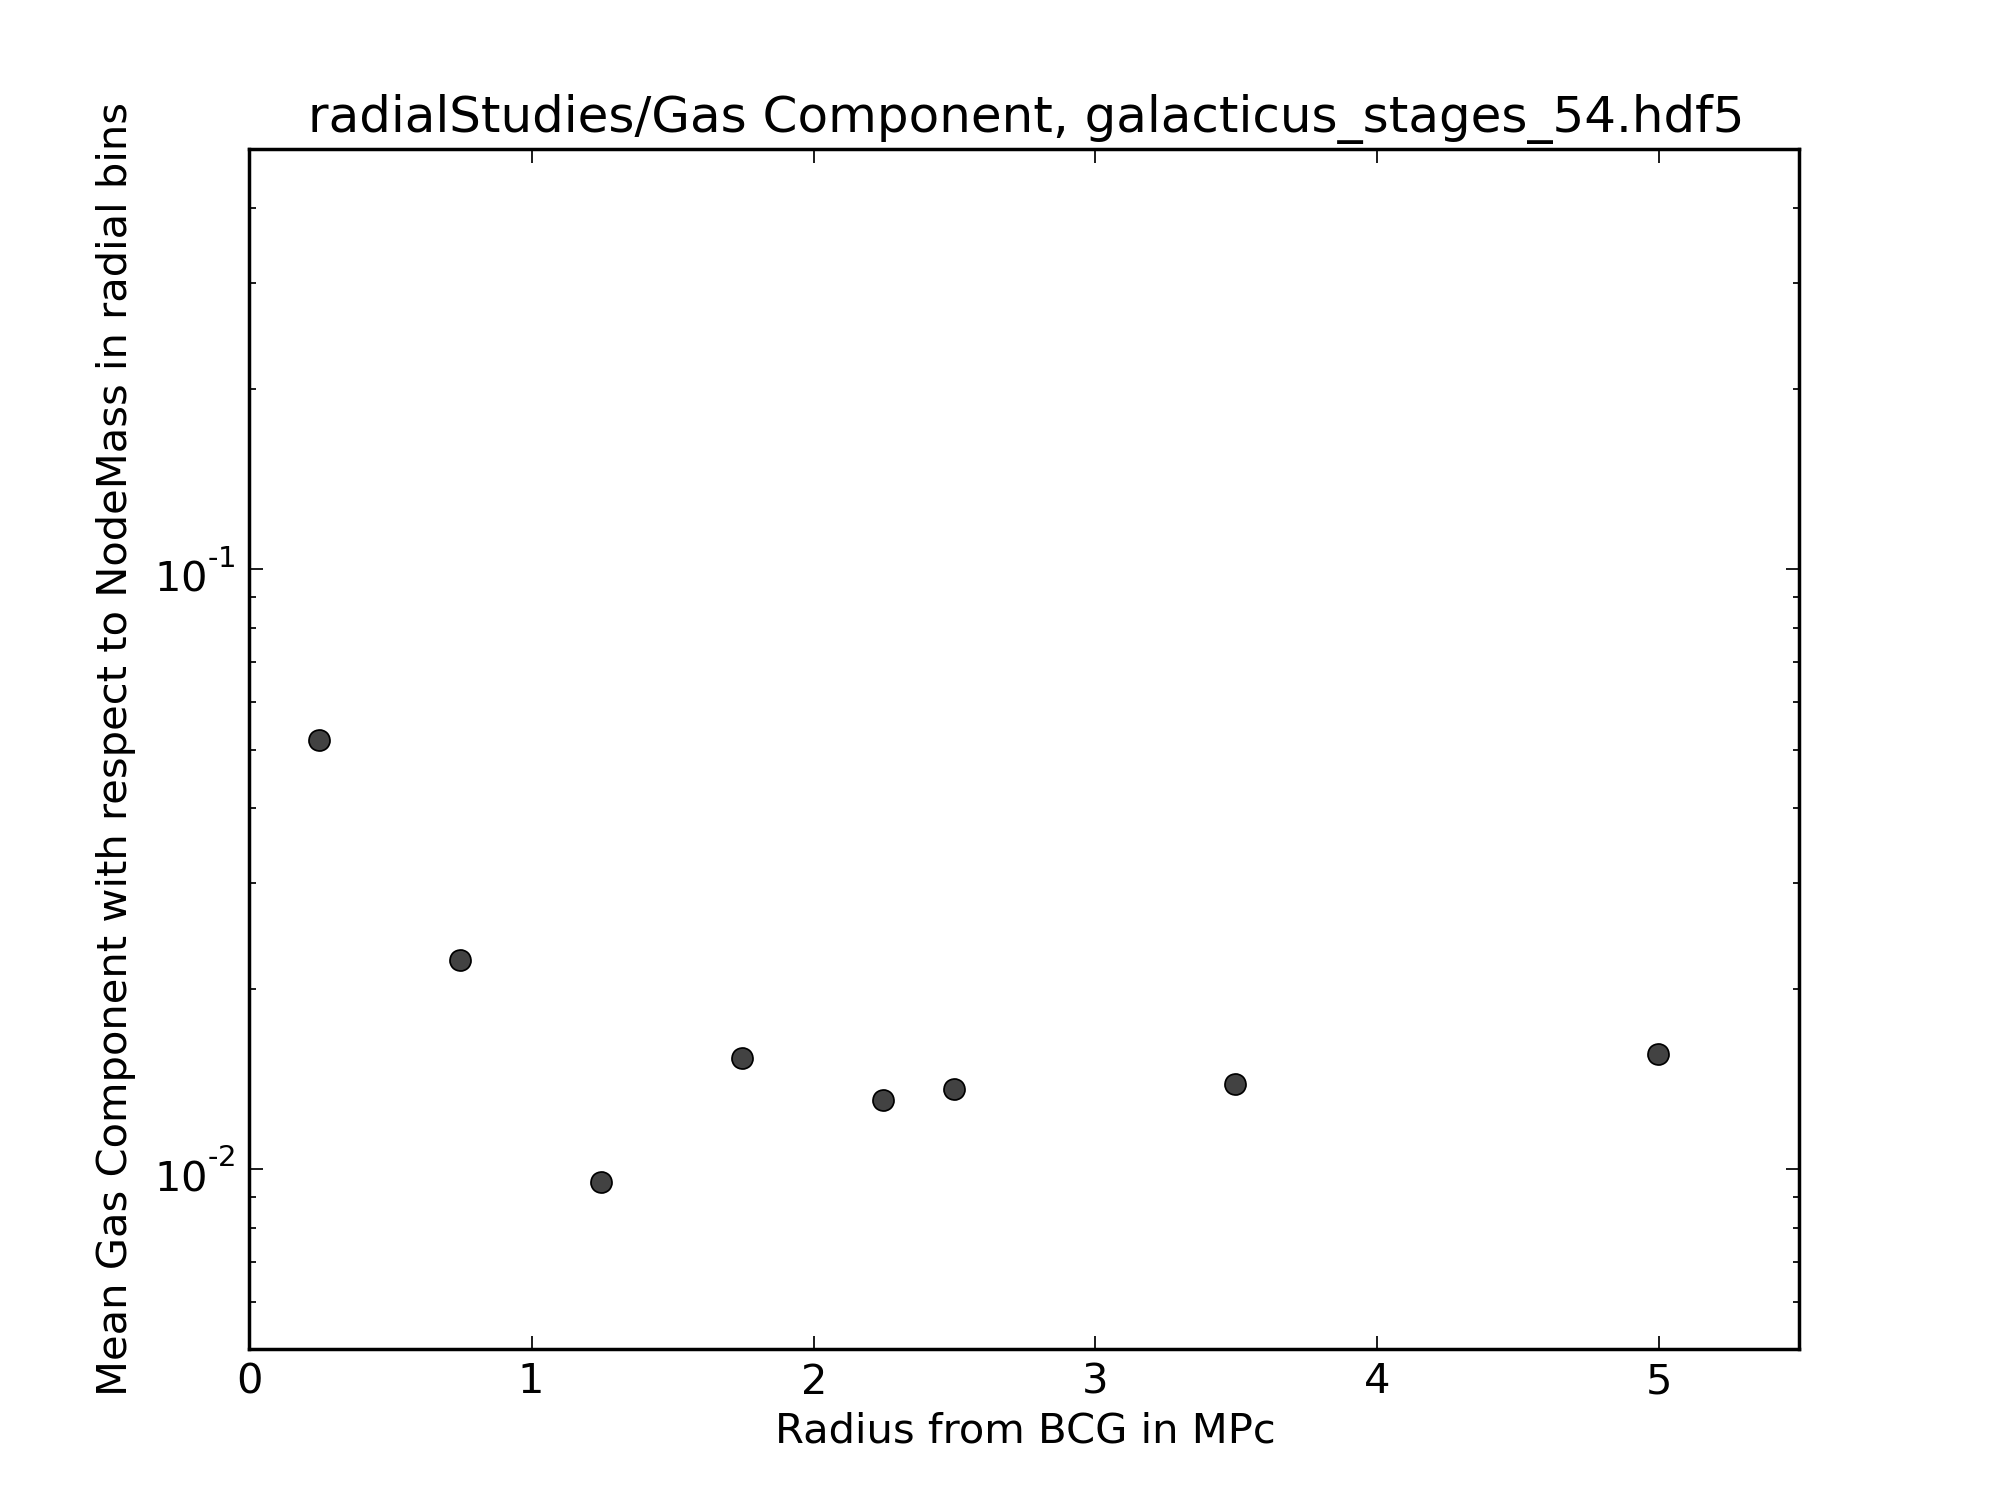 radialStudies/Gas Component, galacticus_stages_54.hdf5
Mean Gas Component with respect to NodeMass in radial bins
10^-1
10^-2
0 1 2 3 4 5
Radius from BCG in MPc